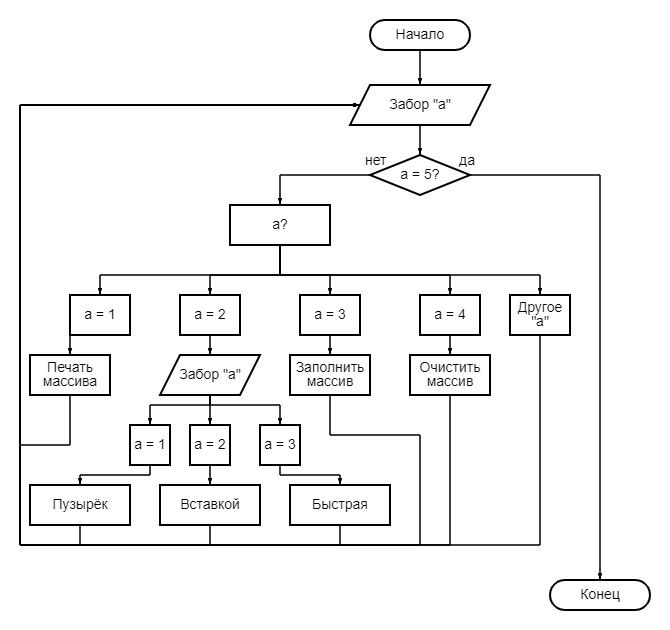 Начало
Забор "а"
нет
да
а = 5?
а?
а = 1
а = 2
а = 3
а = 4
Другое
"а"
Печать
массива
Забор "а"
Заполнить
массив
Очистить
массив
а = 1
а = 2
а = 3
Пузырёк
Вставкой
Быстрая
Конец